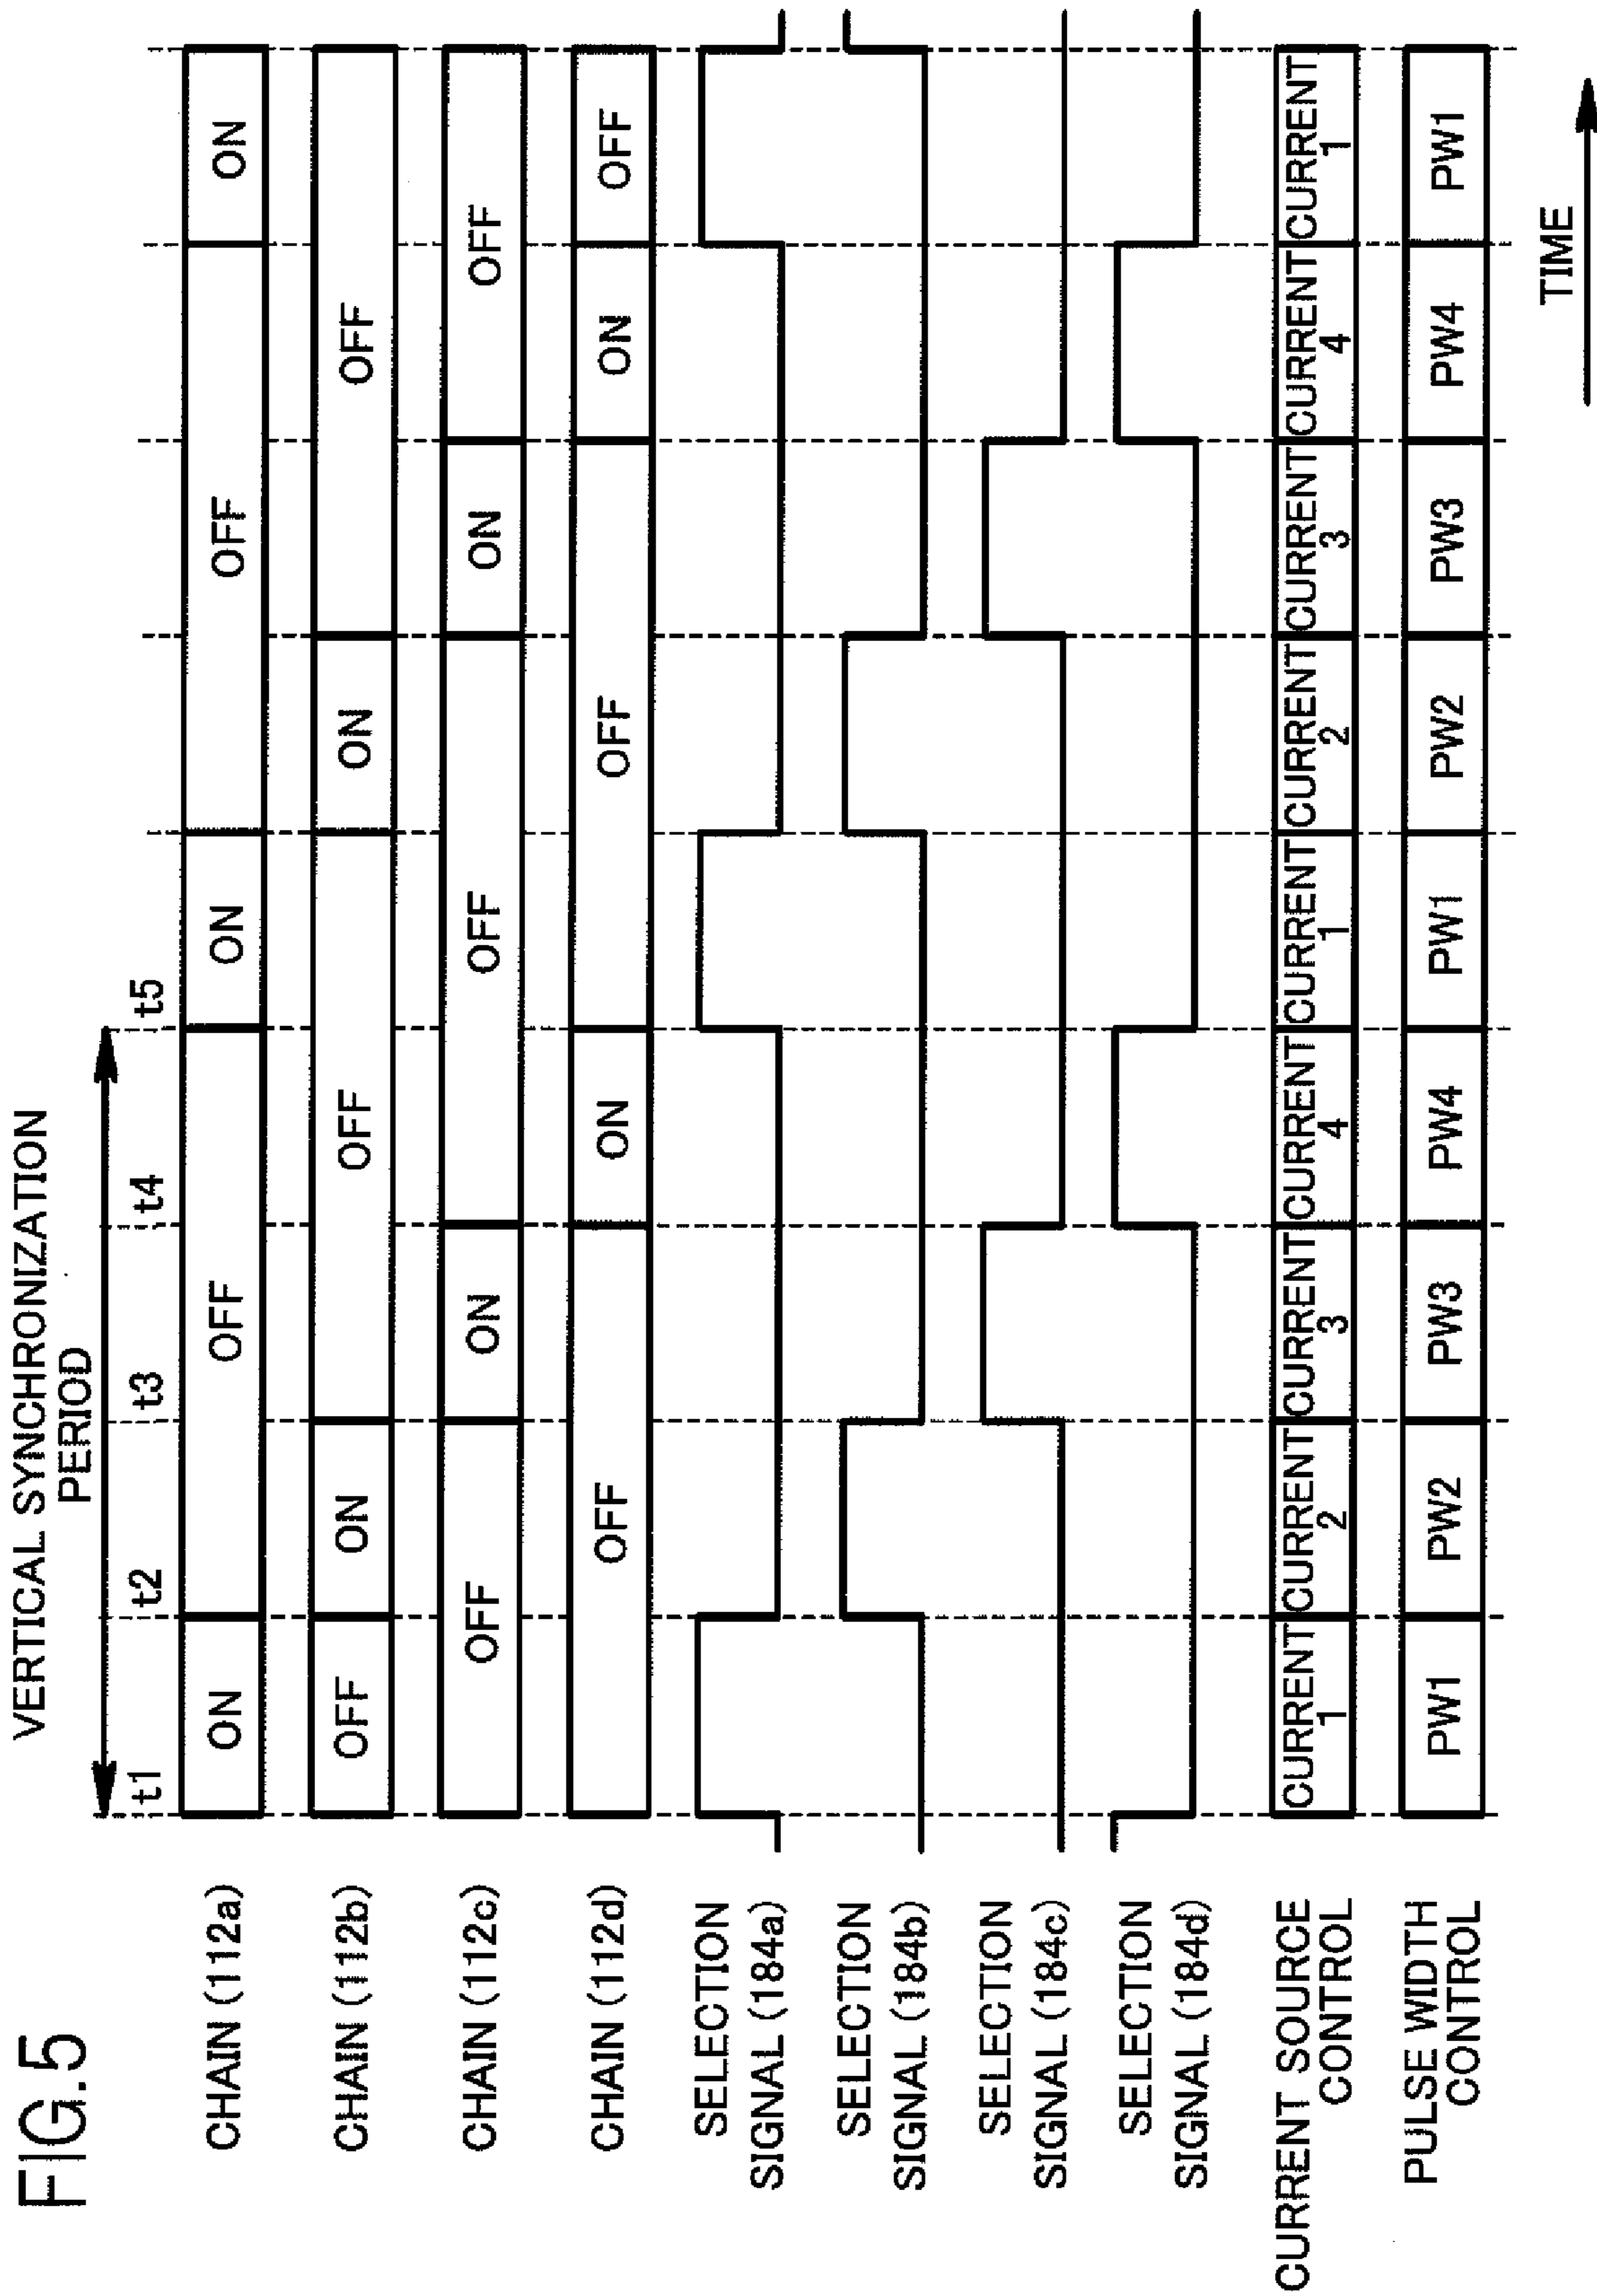 FIG.5
VERTICAL SYNCHRONIZATION
PERIOD
t1 t2 t3 t4 t5
CHAIN (112a) ON OFF ON OFF ON
CHAIN (112b) OFF ON OFF ON OFF
CHAIN (112c) OFF ON OFF ON OFF
CHAIN (112d) OFF ON OFF ON OFF
SELECTION
SIGNAL (184a)
SELECTION
SIGNAL (184b)
SELECTION
SIGNAL (184c)
SELECTION
SIGNAL (184d)
CURRENT SOURCE
CONTROL
CURRENT CURRENT CURRENT CURRENT CURRENT CURRENT CURRENT CURRENT CURRENT
1 2 3 4 1 2 3 4 1
PULSE WIDTH
CONTROL
PW1 PW2 PW3 PW4 PW1 PW2 PW3 PW4 PW1
TIME